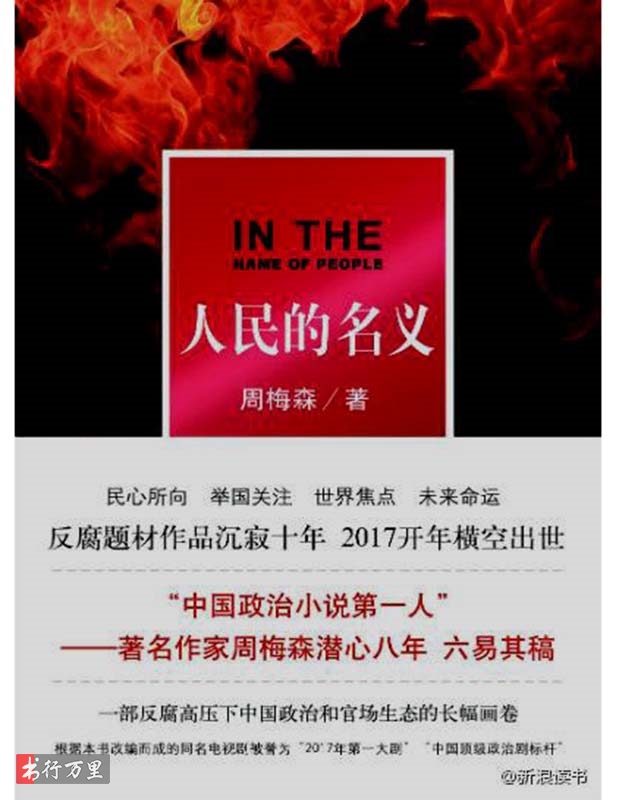 IN THE
NAME OF PEOPLE
人民的名义
周梅森／著
民心所向 举国关注 世界焦点 未来命运
反腐题材作品沉寂十年 2017开年横空出世
“中国政治小说第一人”
——著名作家周梅森潜心八年 六易其稿
一部反腐高压下中国政治和官场生态的长幅画卷
根据本书改编而成的同名电视剧被誉为“2017年第一大剧”“中国顶级政治剧标杆”
书行万里
@新浪读书